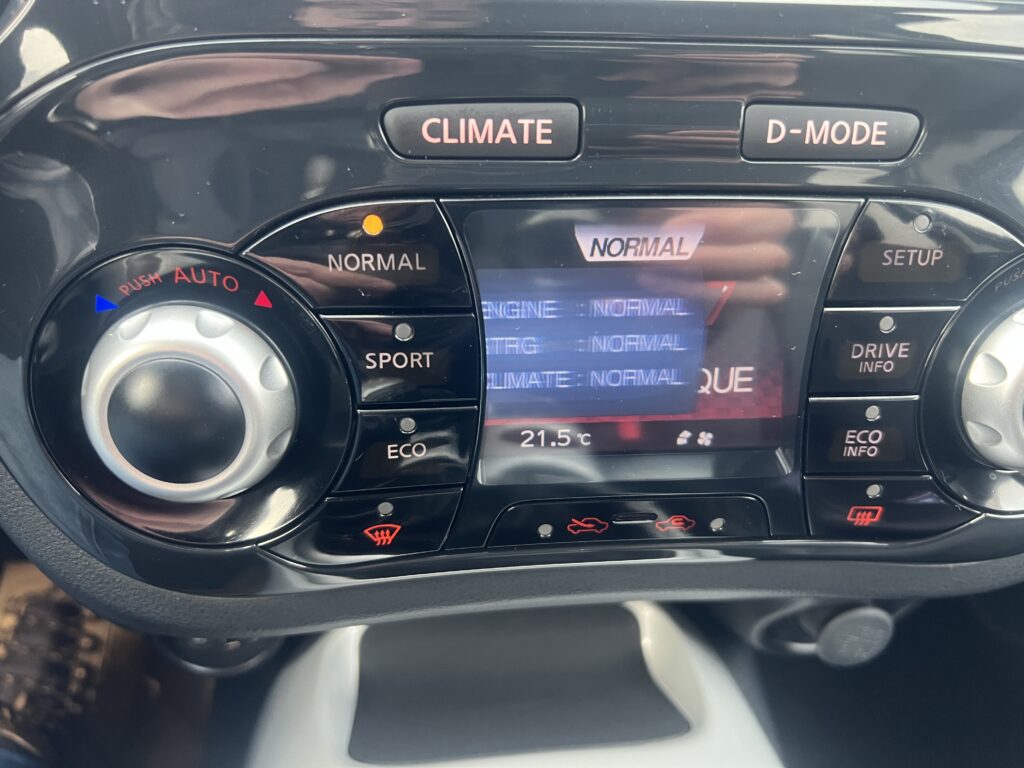 CLIMATE
D-MODE
PUSH AUTO
NORMAL
SPORT
ECO
NORMAL
ENGINE : NORMAL
STRG : NORMAL
CLIMATE : NORMAL
QUE
21.5 °C
SETUP
DRIVE
INFO
ECO
INFO
PUSH